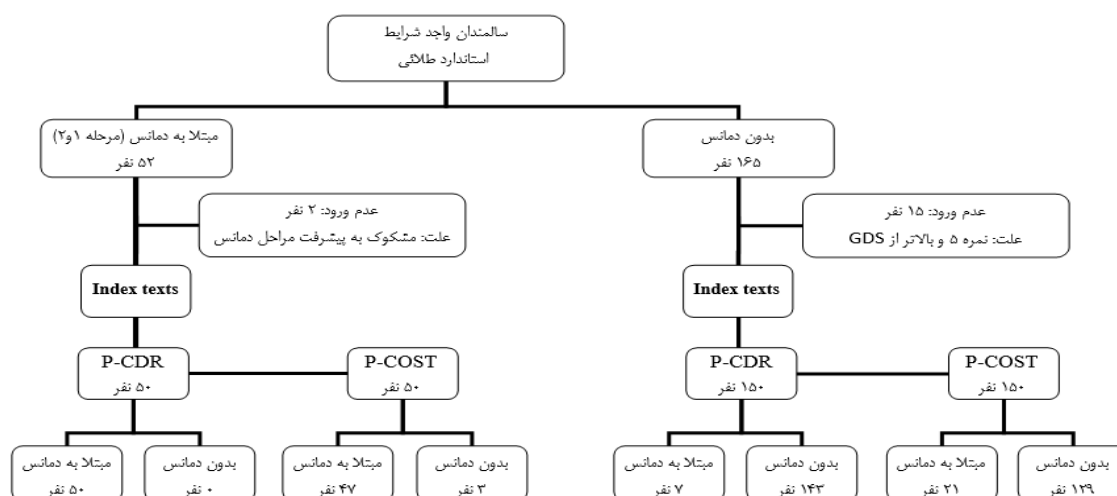 سالمندان واجد شرایط
استاندارد طلائی
مبتلا به دمانس (مرحله ۱و۲)
۵۲ نفر
بدون دمانس
۱۶۵ نفر
عدم ورود: ۲ نفر
علت: مشکوک به پیشرفت مراحل دمانس
عدم ورود: ۱۵ نفر
علت: نمره ۵ و بالاتر از GDS
Index texts
Index texts
P-CDR
۵۰ نفر
P-COST
۵۰ نفر
P-CDR
۱۵۰ نفر
P-COST
۱۵۰ نفر
مبتلا به دمانس
۵۰ نفر
بدون دمانس
۰ نفر
مبتلا به دمانس
۴۷ نفر
بدون دمانس
۳ نفر
مبتلا به دمانس
۷ نفر
بدون دمانس
۱۴۳ نفر
مبتلا به دمانس
۲۱ نفر
بدون دمانس
۱۲۹ نفر